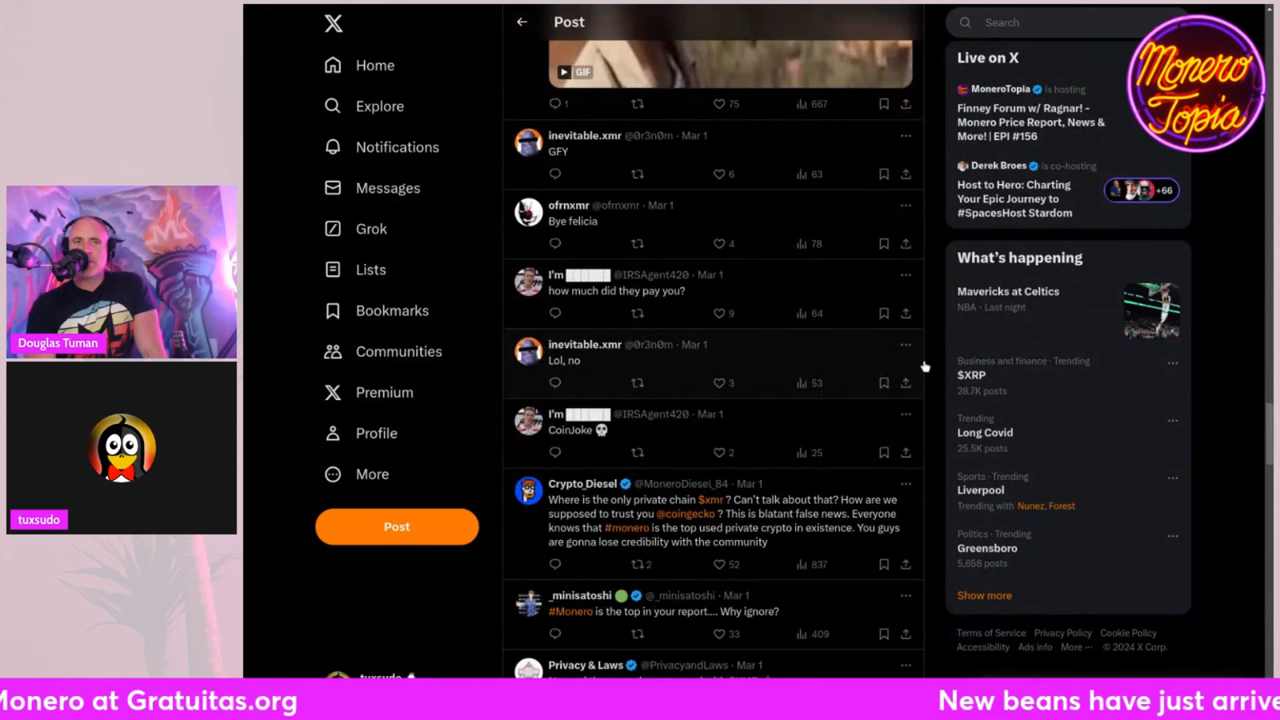 Post
Home
Explore
Notifications
Messages
Grok
Lists
Bookmarks
Communities
Premium
Profile
More
Post
tuxsudo
GIF
1
75
667
inevitable.xmr @0r3n0m · Mar 1
GFY
6
63
ofrnxmr @ofrnxmr · Mar 1
Bye felicia
4
78
I'm ██████ @IRSAgent420 · Mar 1
how much did they pay you?
9
64
inevitable.xmr @0r3n0m · Mar 1
Lol, no
3
53
I'm ██████ @IRSAgent420 · Mar 1
CoinJoke 💀
2
25
Crypto_Diesel @MoneroDiesel_84 · Mar 1
Where is the only private chain $xmr ? Can't talk about that? How are we
supposed to trust you @coingecko ? This is blatant false news. Everyone
knows that #monero is the top used private crypto in existence. You guys
are gonna lose credibility with the community
2
52
837
_minisatoshi @_minisatoshi · Mar 1
#Monero is the top in your report.... Why ignore?
33
409
Privacy & Laws @PrivacyandLaws · Mar 1
Search
Live on X
MoneroTopia is hosting
Finney Forum w/ Ragnar! -
Monero Price Report, News &
More! | EPI #156
Derek Broes is co-hosting
Host to Hero: Charting
Your Epic Journey to
#SpacesHost Stardom
+66
What's happening
Mavericks at Celtics
NBA · Last night
Business and finance · Trending
$XRP
28.7K posts
Trending
Long Covid
25.5K posts
Sports · Trending
Liverpool
Trending with Nunez, Forest
Politics · Trending
Greensboro
5,658 posts
Show more
Terms of Service Privacy Policy Cookie Policy
Accessibility Ads info More ··· © 2024 X Corp.
Monero
Topia
Douglas Tuman
tuxsudo
Monero at Gratuitas.org
New beans have just arrive